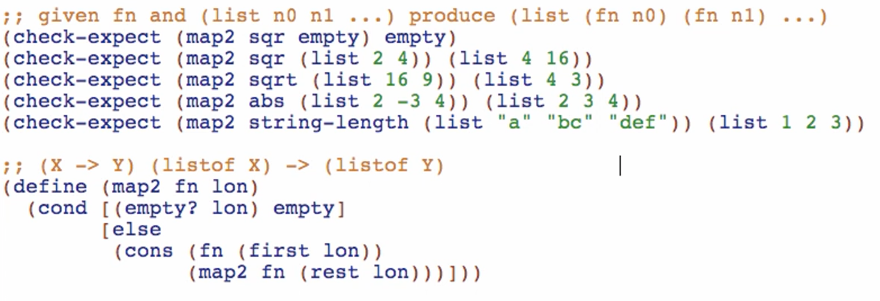 ;; given fn and (list n0 n1 ...) produce (list (fn n0) (fn n1) ...)
(check-expect (map2 sqr empty) empty)
(check-expect (map2 sqr (list 2 4)) (list 4 16))
(check-expect (map2 sqrt (list 16 9)) (list 4 3))
(check-expect (map2 abs (list 2 -3 4)) (list 2 3 4))
(check-expect (map2 string-length (list "a" "bc" "def")) (list 1 2 3))

;; (X -> Y) (listof X) -> (listof Y)
(define (map2 fn lon)
  (cond [(empty? lon) empty]
        [else
         (cons (fn (first lon))
               (map2 fn (rest lon)))]))